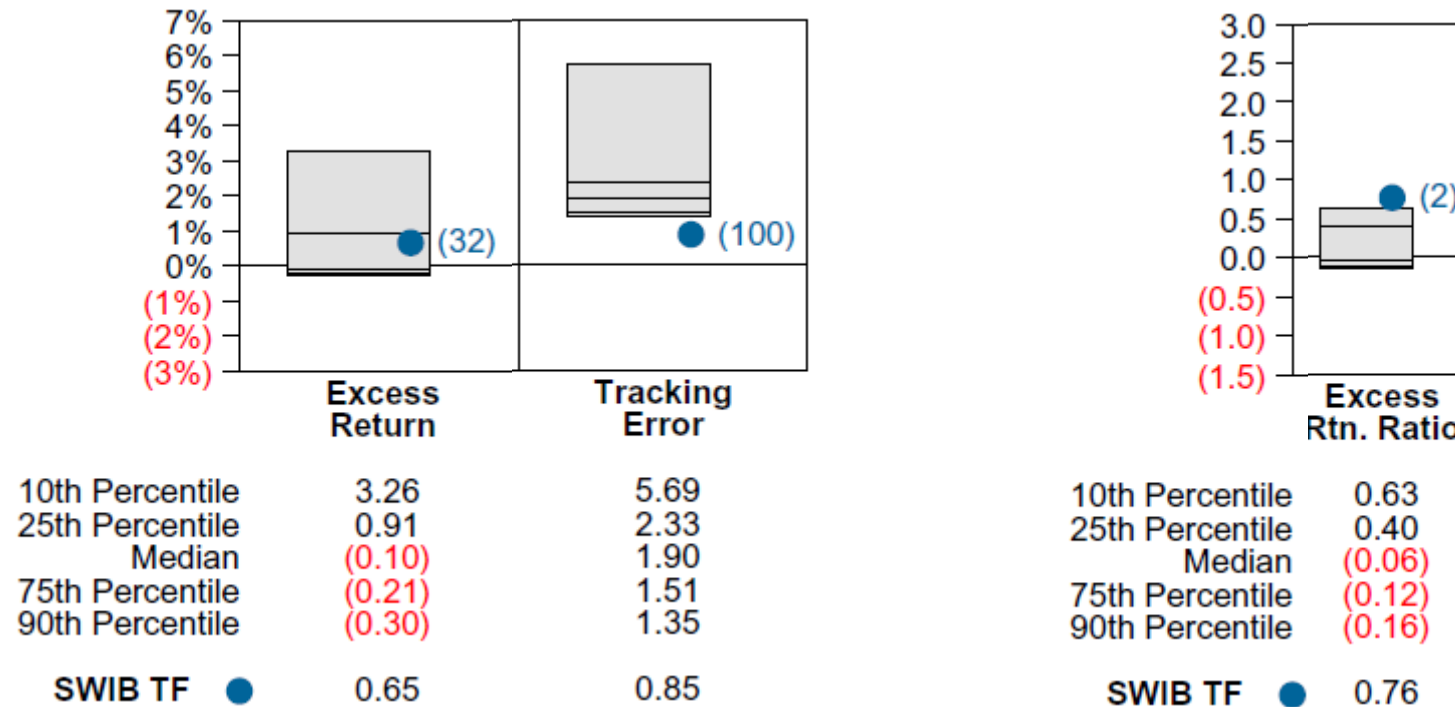 7%
6%
5%
4%
3%
2%
1%
0%
(1%)
(2%)
(3%)
(32)
(100)
Excess Return
Tracking Error
10th Percentile 3.26 5.69
25th Percentile 0.91 2.33
Median (0.10) 1.90
75th Percentile (0.21) 1.51
90th Percentile (0.30) 1.35
SWIB TF 0.65 0.85
3.0
2.5
2.0
1.5
1.0
0.5
0.0
(0.5)
(1.0)
(1.5)
(2)
Excess
Rtn. Ratio
10th Percentile 0.63
25th Percentile 0.40
Median (0.06)
75th Percentile (0.12)
90th Percentile (0.16)
SWIB TF 0.76